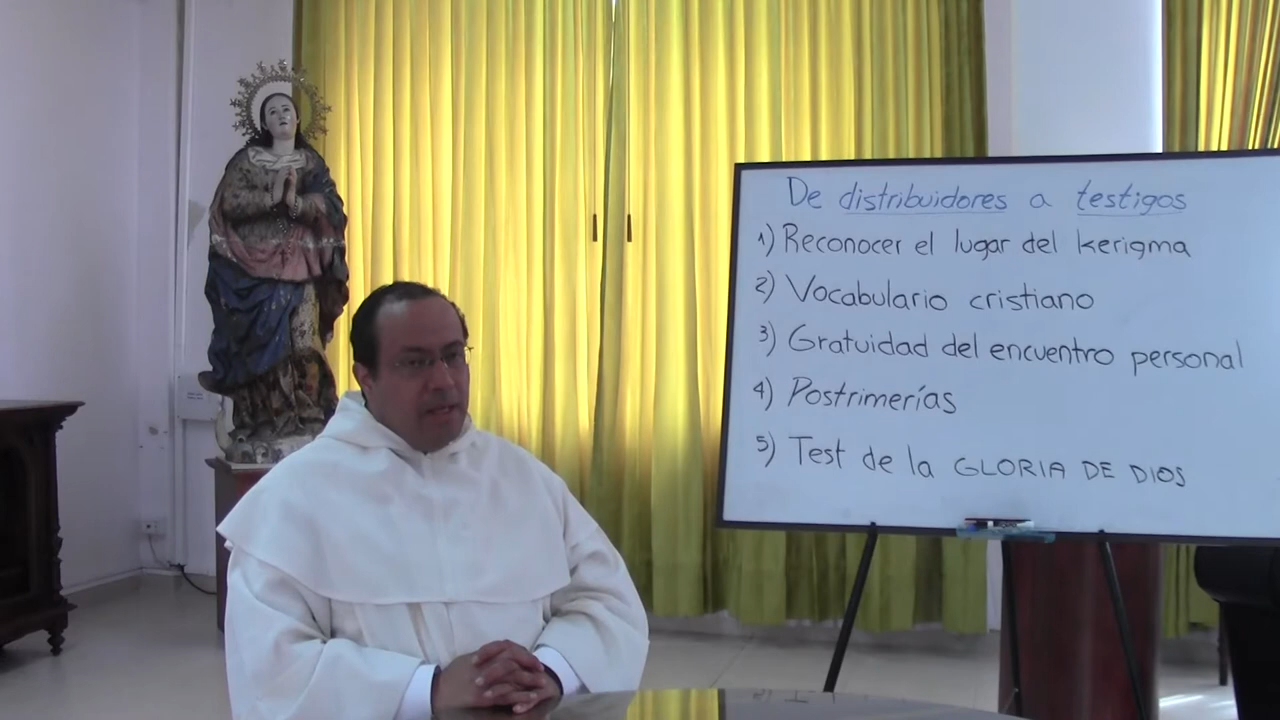 De distribuidores a testigos
1) Reconocer el lugar del kerigma
2) Vocabulario cristiano
3) Gratuidad del encuentro personal
4) Postrimerías
5) Test de la GLORIA DE DIOS